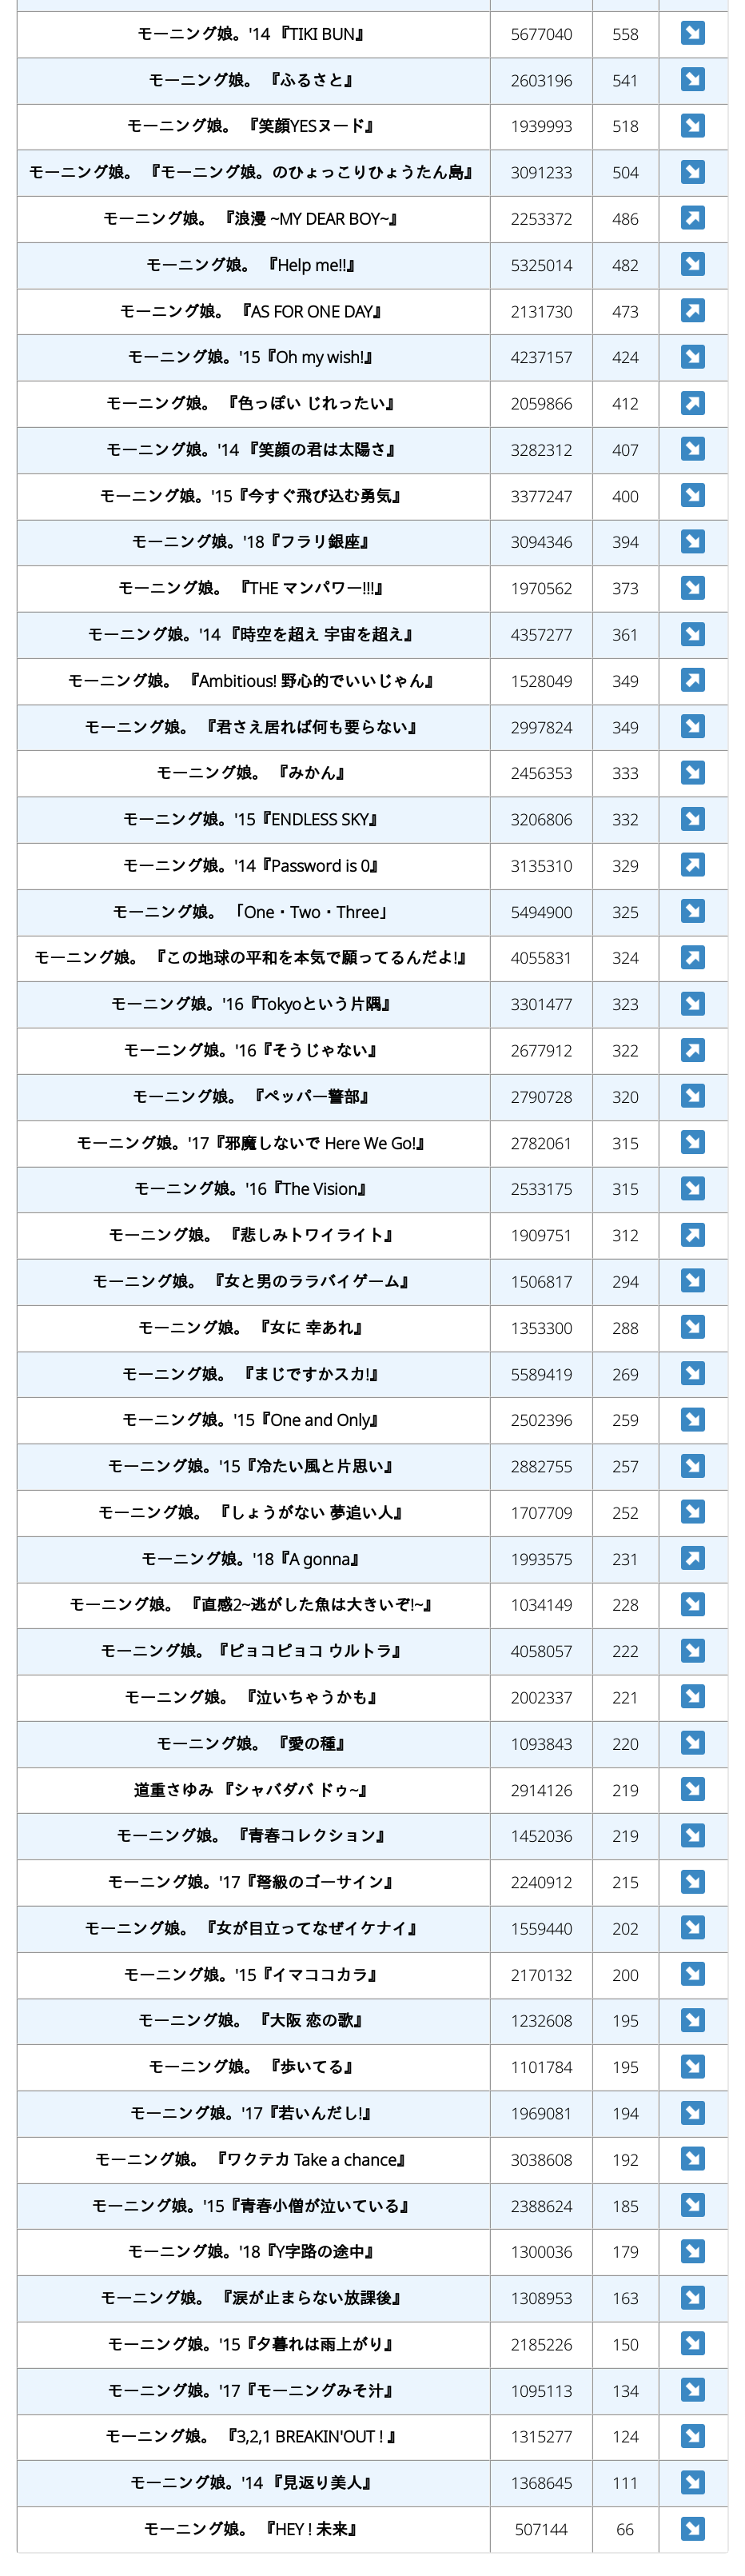 モーニング娘。'14 『TIKI BUN』 5677040 558 ↘
モーニング娘。 『ふるさと』 2603196 541 ↘
モーニング娘。 『笑顔YESヌード』 1939993 518 ↘
モーニング娘。 『モーニング娘。のひょっこりひょうたん島』 3091233 504 ↘
モーニング娘。 『浪漫 ~MY DEAR BOY~』 2253372 486 ↗
モーニング娘。 『Help me!!』 5325014 482 ↘
モーニング娘。 『AS FOR ONE DAY』 2131730 473 ↗
モーニング娘。'15『Oh my wish!』 4237157 424 ↘
モーニング娘。 『色っぽい じれったい』 2059866 412 ↗
モーニング娘。'14 『笑顔の君は太陽さ』 3282312 407 ↘
モーニング娘。'15『今すぐ飛び込む勇気』 3377247 400 ↘
モーニング娘。'18『フラリ銀座』 3094346 394 ↘
モーニング娘。 『THE マンパワー!!!』 1970562 373 ↘
モーニング娘。'14 『時空を超え 宇宙を超え』 4357277 361 ↘
モーニング娘。 『Ambitious! 野心的でいいじゃん』 1528049 349 ↗
モーニング娘。 『君さえ居れば何も要らない』 2997824 349 ↘
モーニング娘。 『みかん』 2456353 333 ↘
モーニング娘。'15『ENDLESS SKY』 3206806 332 ↘
モーニング娘。'14『Password is 0』 3135310 329 ↗
モーニング娘。 「One・Two・Three」 5494900 325 ↘
モーニング娘。 『この地球の平和を本気で願ってるんだよ!』 4055831 324 ↗
モーニング娘。'16『Tokyoという片隅』 3301477 323 ↘
モーニング娘。'16『そうじゃない』 2677912 322 ↗
モーニング娘。 『ペッパー警部』 2790728 320 ↘
モーニング娘。'17『邪魔しないで Here We Go!』 2782061 315 ↘
モーニング娘。'16『The Vision』 2533175 315 ↘
モーニング娘。 『悲しみトワイライト』 1909751 312 ↗
モーニング娘。 『女と男のララバイゲーム』 1506817 294 ↘
モーニング娘。 『女に 幸あれ』 1353300 288 ↘
モーニング娘。 『まじですかスカ!』 5589419 269 ↘
モーニング娘。'15『One and Only』 2502396 259 ↘
モーニング娘。'15『冷たい風と片思い』 2882755 257 ↘
モーニング娘。 『しょうがない 夢追い人』 1707709 252 ↘
モーニング娘。'18『A gonna』 1993575 231 ↗
モーニング娘。 『直感2~逃がした魚は大きいぞ!~』 1034149 228 ↘
モーニング娘。『ピョコピョコ ウルトラ』 4058057 222 ↘
モーニング娘。 『泣いちゃうかも』 2002337 221 ↘
モーニング娘。 『愛の種』 1093843 220 ↘
道重さゆみ 『シャバダバ ドゥ~』 2914126 219 ↘
モーニング娘。 『青春コレクション』 1452036 219 ↘
モーニング娘。'17『弩級のゴーサイン』 2240912 215 ↘
モーニング娘。 『女が目立ってなぜイケナイ』 1559440 202 ↘
モーニング娘。'15『イマココカラ』 2170132 200 ↘
モーニング娘。 『大阪 恋の歌』 1232608 195 ↘
モーニング娘。 『歩いてる』 1101784 195 ↘
モーニング娘。'17『若いんだし!』 1969081 194 ↘
モーニング娘。 『ワクテカ Take a chance』 3038608 192 ↘
モーニング娘。'15『青春小僧が泣いている』 2388624 185 ↘
モーニング娘。'18『Y字路の途中』 1300036 179 ↘
モーニング娘。 『涙が止まらない放課後』 1308953 163 ↘
モーニング娘。'15『夕暮れは雨上がり』 2185226 150 ↘
モーニング娘。'17『モーニングみそ汁』 1095113 134 ↘
モーニング娘。 『3,2,1 BREAKIN'OUT ! 』 1315277 124 ↘
モーニング娘。'14 『見返り美人』 1368645 111 ↘
モーニング娘。 『HEY ! 未来』 507144 66 ↘